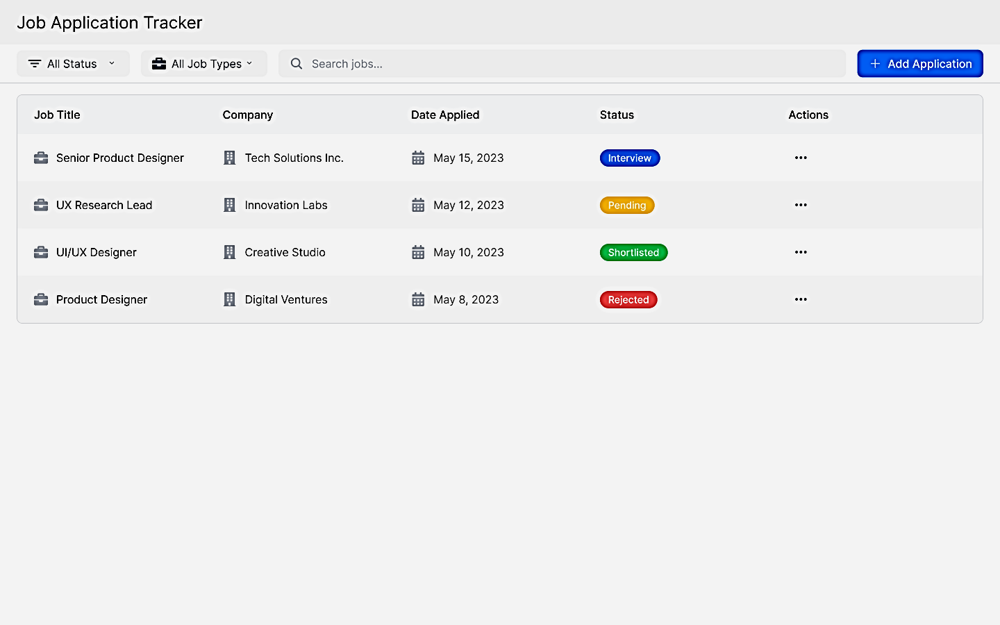 Job Application Tracker
All Status All Job Types Search jobs... + Add Application
Job Title Company Date Applied Status Actions
Senior Product Designer Tech Solutions Inc. May 15, 2023 Interview
UX Research Lead Innovation Labs May 12, 2023 Pending
UI/UX Designer Creative Studio May 10, 2023 Shortlisted
Product Designer Digital Ventures May 8, 2023 Rejected